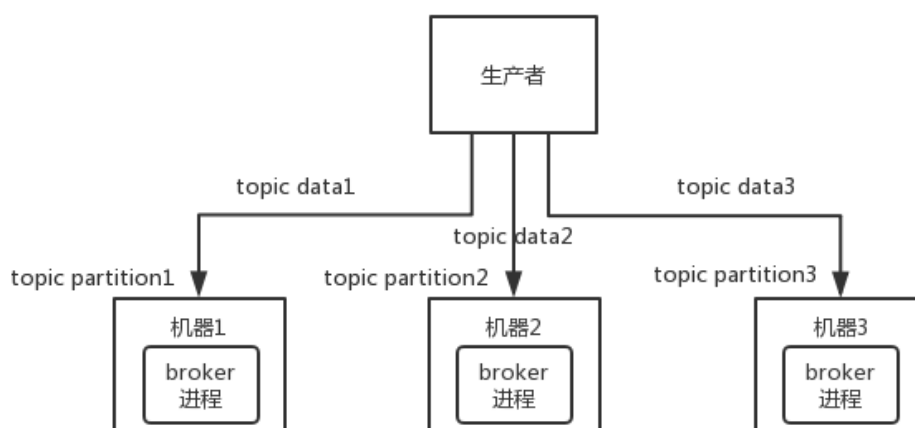 生产者
topic data1
topic data3
topic data2
topic partition1
topic partition2
topic partition3
机器1
机器2
机器3
broker
进程
broker
进程
broker
进程